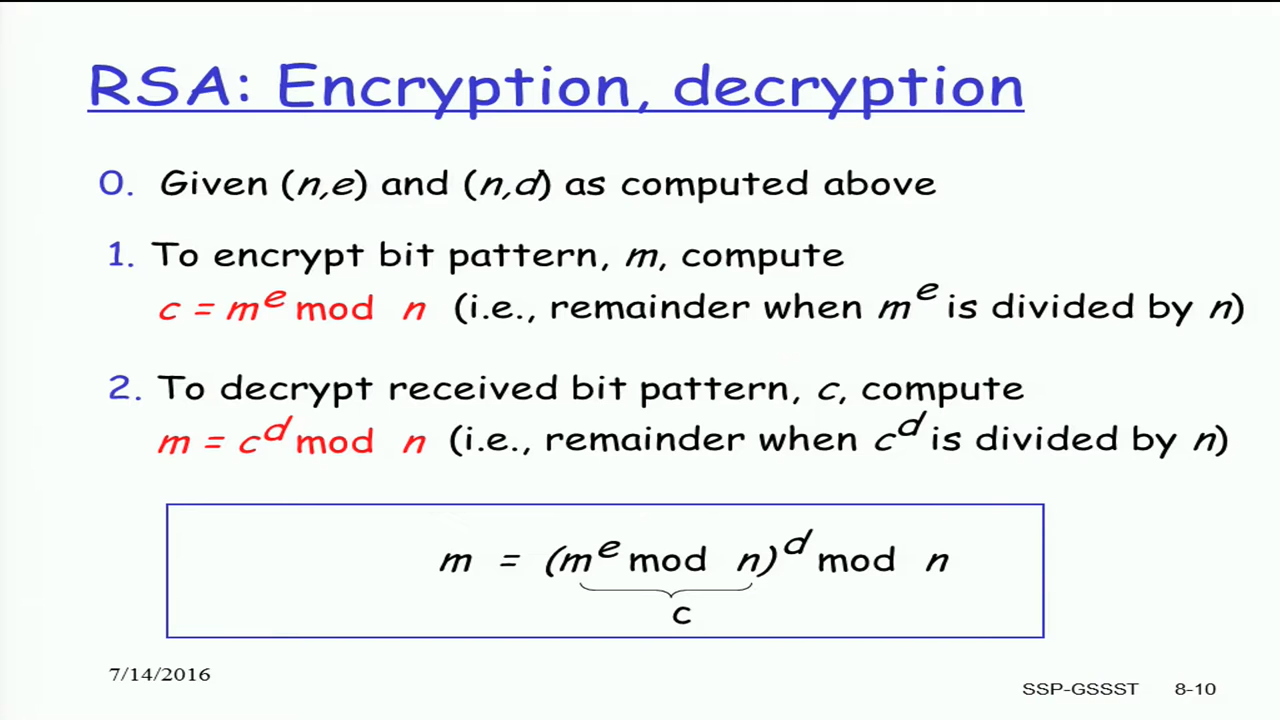 RSA: Encryption, decryption
0. Given (n,e) and (n,d) as computed above
1. To encrypt bit pattern, m, compute
c = m^e mod n (i.e., remainder when m^e is divided by n)
2. To decrypt received bit pattern, c, compute
m = c^d mod n (i.e., remainder when c^d is divided by n)
m = (m^e mod n)^d mod n
c
7/14/2016
SSP-GSSST 8-10